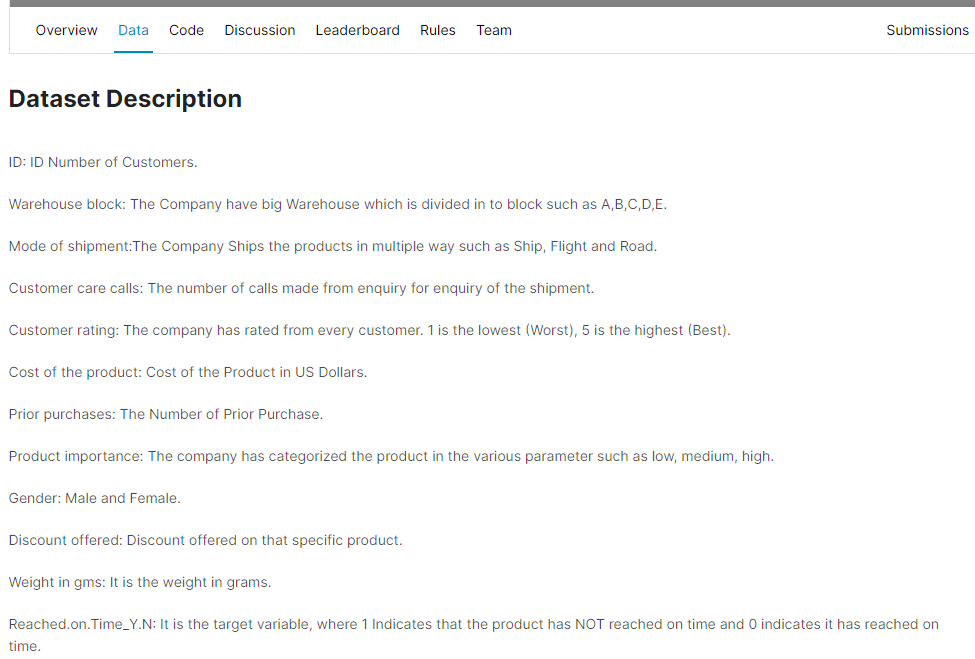 Overview Data Code Discussion Leaderboard Rules Team Submissions
Dataset Description
ID: ID Number of Customers.
Warehouse block: The Company have big Warehouse which is divided in to block such as A,B,C,D,E.
Mode of shipment:The Company Ships the products in multiple way such as Ship, Flight and Road.
Customer care calls: The number of calls made from enquiry for enquiry of the shipment.
Customer rating: The company has rated from every customer. 1 is the lowest (Worst), 5 is the highest (Best).
Cost of the product: Cost of the Product in US Dollars.
Prior purchases: The Number of Prior Purchase.
Product importance: The company has categorized the product in the various parameter such as low, medium, high.
Gender: Male and Female.
Discount offered: Discount offered on that specific product.
Weight in gms: It is the weight in grams.
Reached.on.Time_Y.N: It is the target variable, where 1 Indicates that the product has NOT reached on time and 0 indicates it has reached on
time.